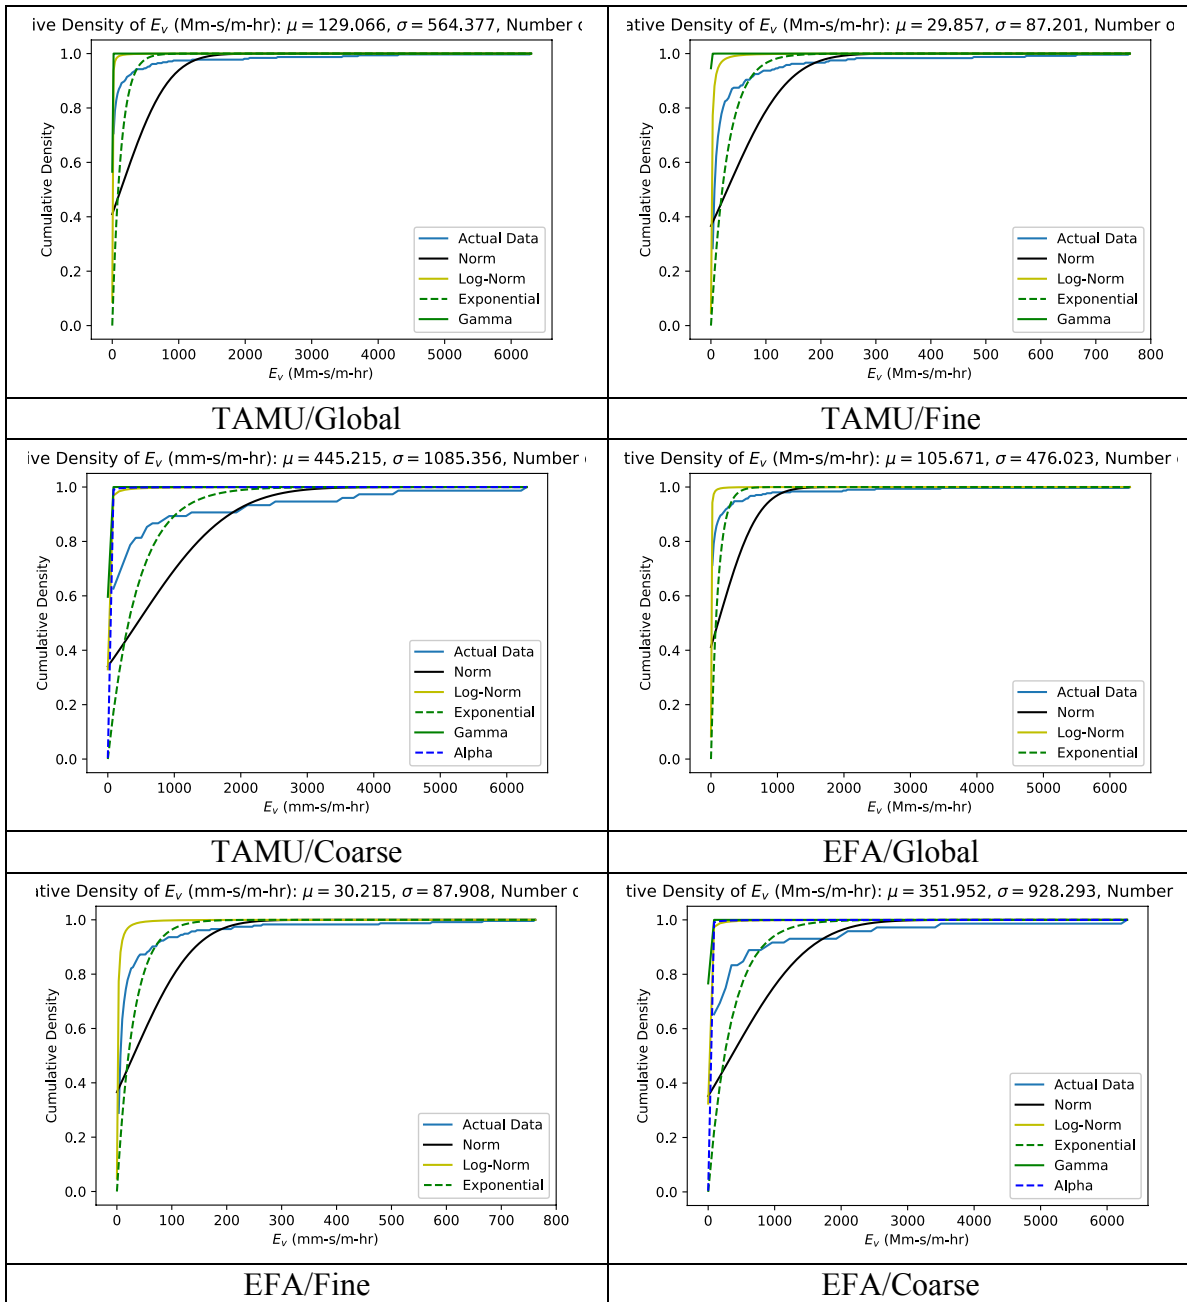 ive Density of E_v (Mm-s/m-hr): μ = 129.066, σ = 564.377, Number c
Cumulative Density
1.0
0.8
0.6
0.4
0.2
0.0
Actual Data
Norm
Log-Norm
Exponential
Gamma
0 1000 2000 3000 4000 5000 6000
E_v (Mm-s/m-hr)
TAMU/Global
ative Density of E_v (Mm-s/m-hr): μ = 29.857, σ = 87.201, Number o
Cumulative Density
1.0
0.8
0.6
0.4
0.2
0.0
Actual Data
Norm
Log-Norm
Exponential
Gamma
0 100 200 300 400 500 600 700 800
E_v (Mm-s/m-hr)
TAMU/Fine
ive Density of E_v (mm-s/m-hr): μ = 445.215, σ = 1085.356, Number
Cumulative Density
1.0
0.8
0.6
0.4
0.2
0.0
Actual Data
Norm
Log-Norm
Exponential
Gamma
Alpha
0 1000 2000 3000 4000 5000 6000
E_v (mm-s/m-hr)
TAMU/Coarse
tive Density of E_v (Mm-s/m-hr): μ = 105.671, σ = 476.023, Number
Cumulative Density
1.0
0.8
0.6
0.4
0.2
0.0
Actual Data
Norm
Log-Norm
Exponential
0 1000 2000 3000 4000 5000 6000
E_v (Mm-s/m-hr)
EFA/Global
ative Density of E_v (mm-s/m-hr): μ = 30.215, σ = 87.908, Number c
Cumulative Density
1.0
0.8
0.6
0.4
0.2
0.0
Actual Data
Norm
Log-Norm
Exponential
0 100 200 300 400 500 600 700 800
E_v (mm-s/m-hr)
EFA/Fine
tive Density of E_v (Mm-s/m-hr): μ = 351.952, σ = 928.293, Number
Cumulative Density
1.0
0.8
0.6
0.4
0.2
0.0
Actual Data
Norm
Log-Norm
Exponential
Gamma
Alpha
0 1000 2000 3000 4000 5000 6000
E_v (Mm-s/m-hr)
EFA/Coarse